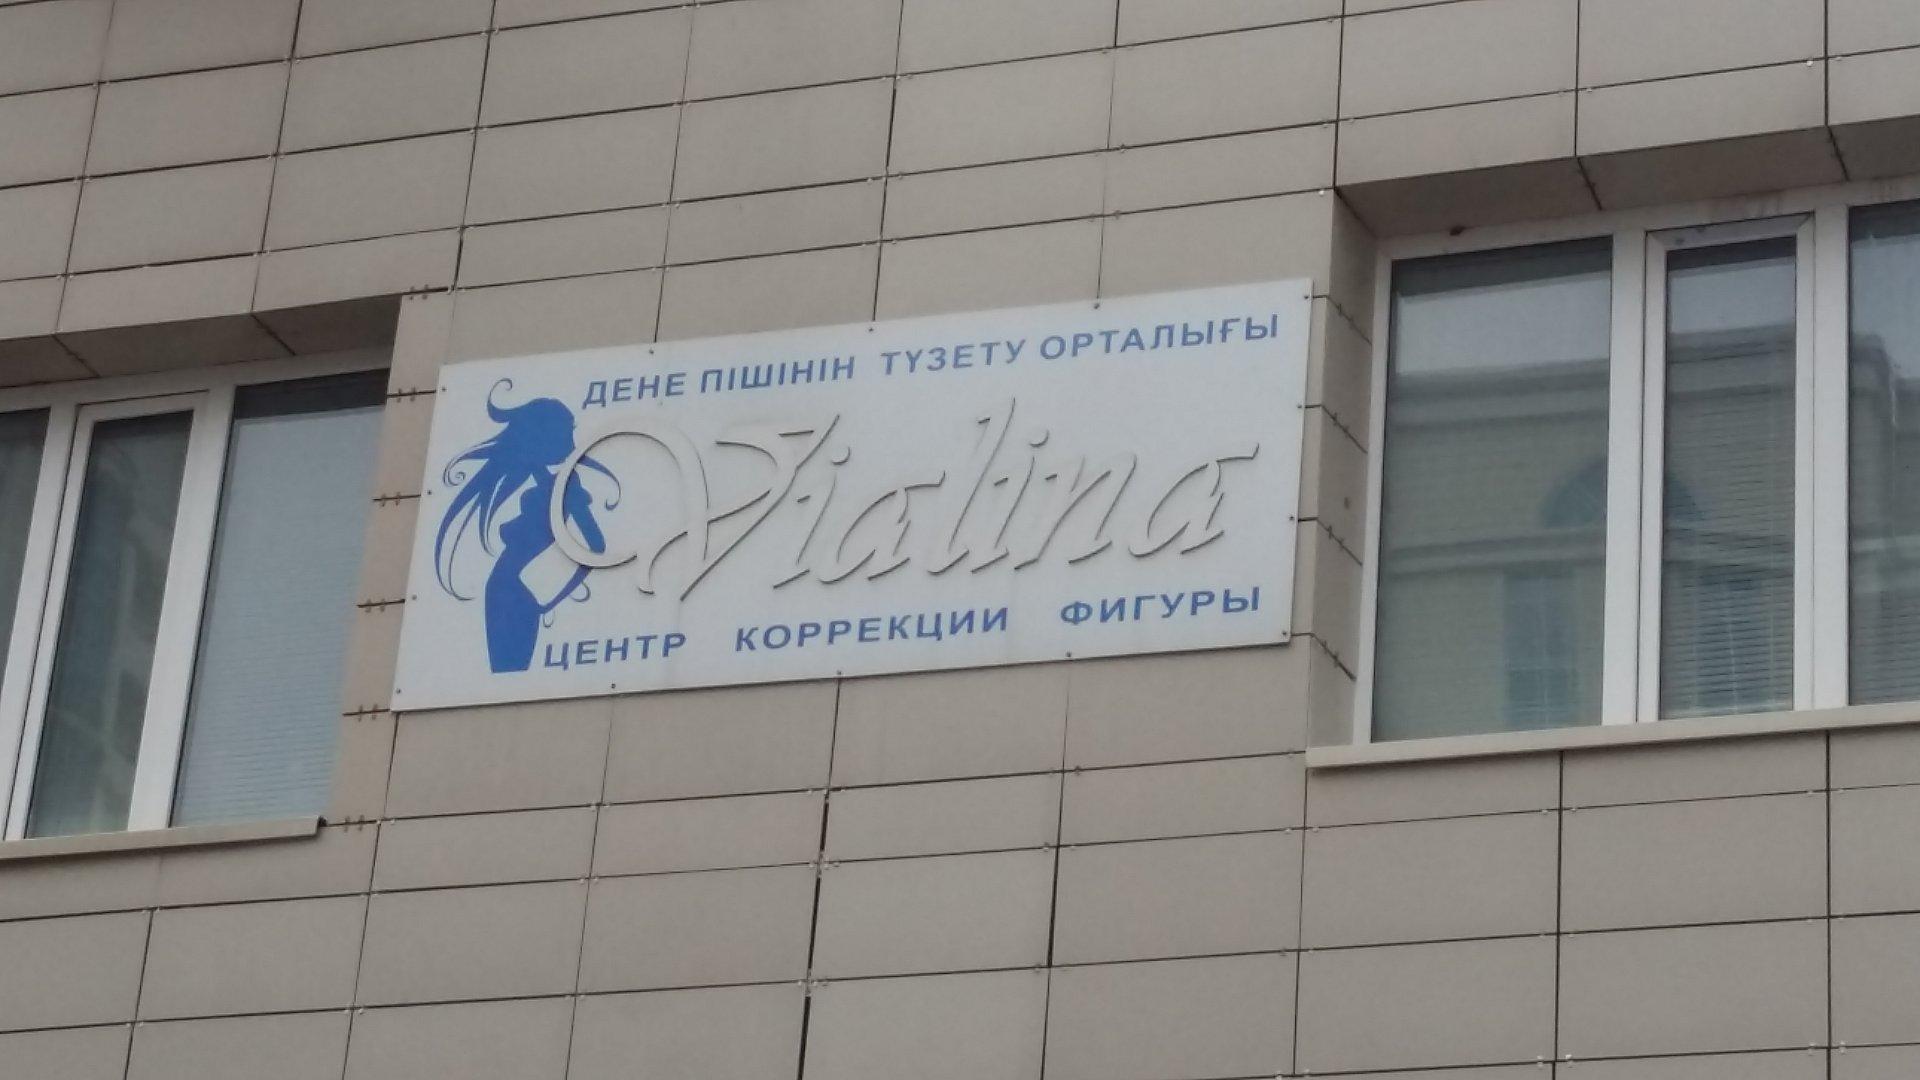 ДЕНЕ ПІШІНІН ТҮЗЕТУ ОРТАЛЫҒЫ
Vialina
ЦЕНТР КОРРЕКЦИИ ФИГУРЫ